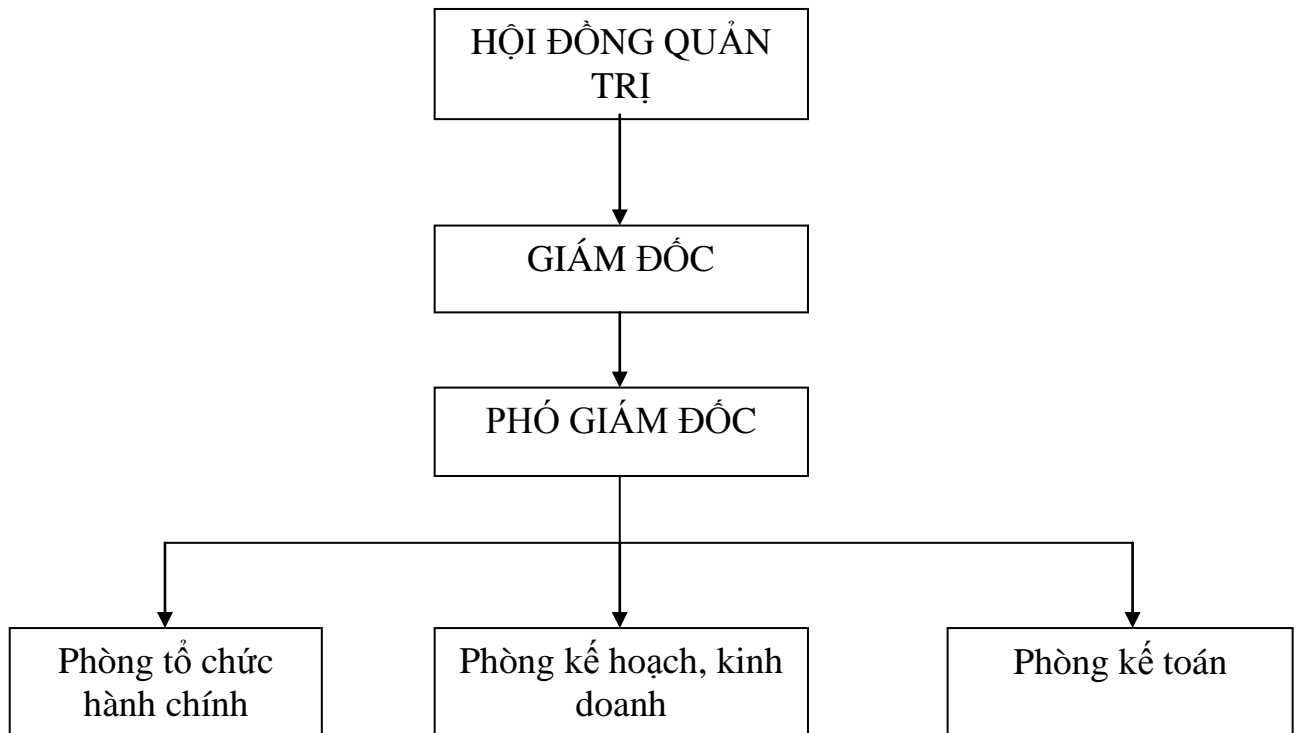 HỘI ĐỒNG QUẢN
TRỊ
GIÁM ĐỐC
PHÓ GIÁM ĐỐC
Phòng tổ chức
hành chính
Phòng kế hoạch, kinh
doanh
Phòng kế toán